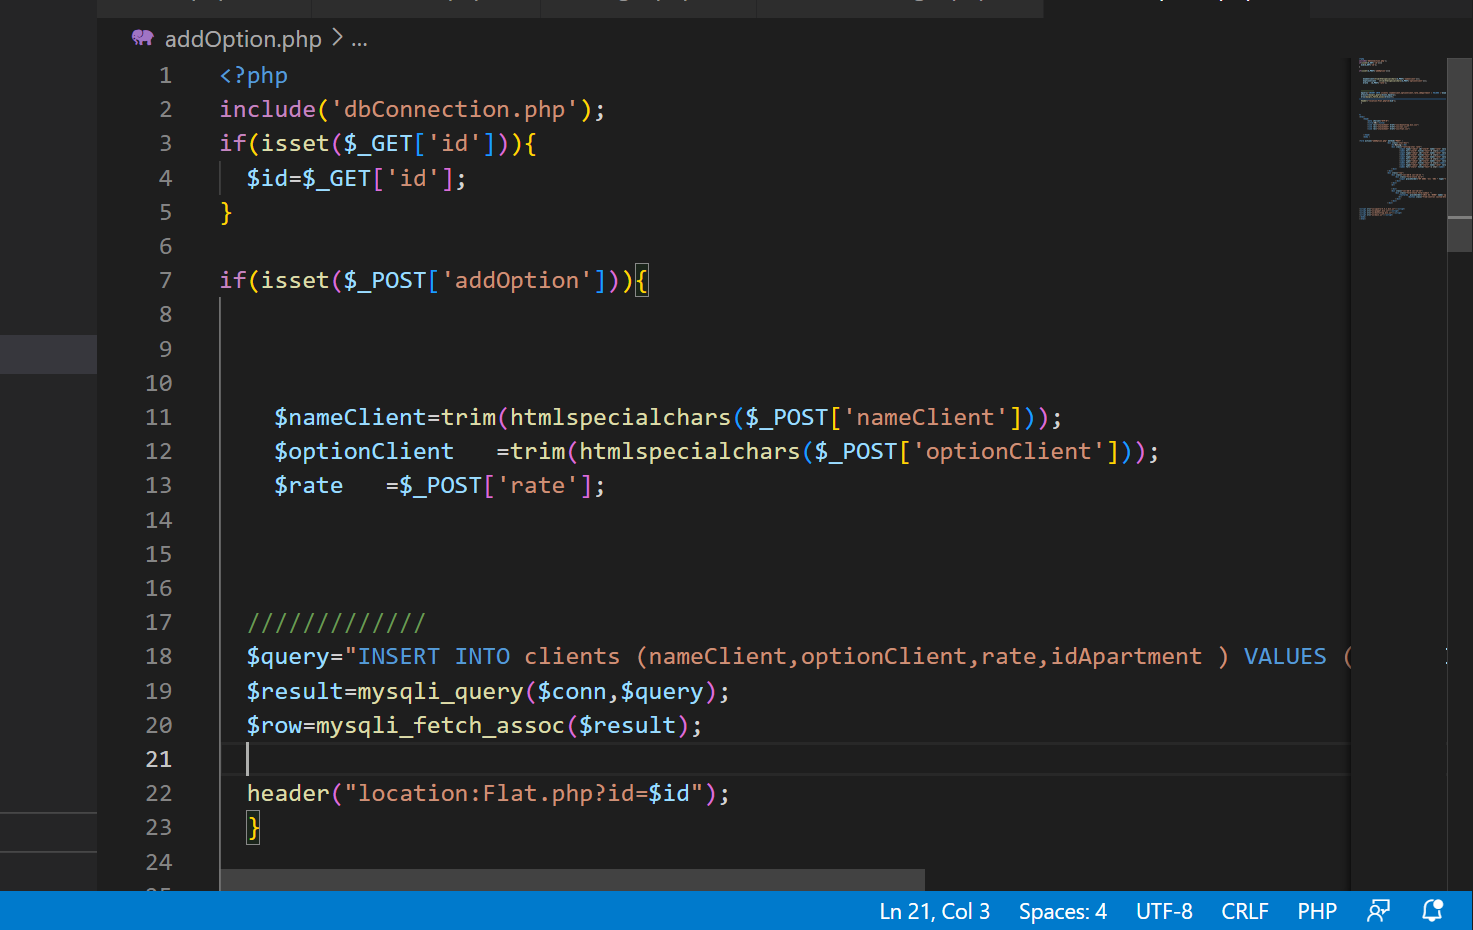 addOption.php > ...
1 <?php
2 include('dbConnection.php');
3 if(isset($_GET['id'])){
4 $id=$_GET['id'];
5 }
6
7 if(isset($_POST['addOption'])){
8
9
10
11 $nameClient=trim(htmlspecialchars($_POST['nameClient']));
12 $optionClient   =trim(htmlspecialchars($_POST['optionClient']));
13 $rate   =$_POST['rate'];
14
15
16
17 /////////////
18 $query="INSERT INTO clients (nameClient,optionClient,rate,idApartment ) VALUES (
19 $result=mysqli_query($conn,$query);
20 $row=mysqli_fetch_assoc($result);
21
22 header("location:Flat.php?id=$id");
23 }
24
Ln 21, Col 3 Spaces: 4 UTF-8 CRLF PHP